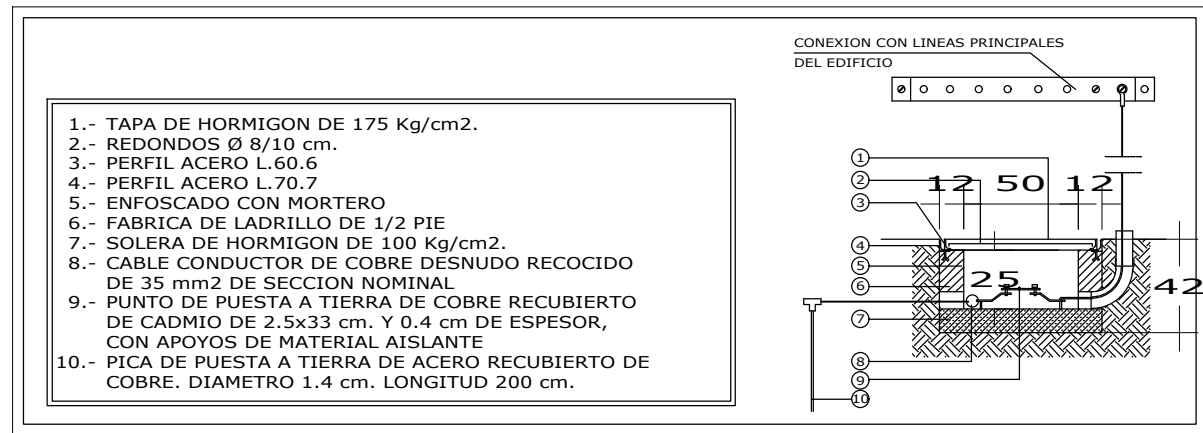 CONEXION CON LINEAS PRINCIPALES
DEL EDIFICIO
1.- TAPA DE HORMIGON DE 175 Kg/cm2.
2.- REDONDOS Ø 8/10 cm.
3.- PERFIL ACERO L.60.6
4.- PERFIL ACERO L.70.7
5.- ENFOSCADO CON MORTERO
6.- FABRICA DE LADRILLO DE 1/2 PIE
7.- SOLERA DE HORMIGON DE 100 Kg/cm2.
8.- CABLE CONDUCTOR DE COBRE DESNUDO RECOCIDO
DE 35 mm2 DE SECCION NOMINAL
9.- PUNTO DE PUESTA A TIERRA DE COBRE RECUBIERTO
DE CADMIO DE 2.5x33 cm. Y 0.4 cm DE ESPESOR,
CON APOYOS DE MATERIAL AISLANTE
10.- PICA DE PUESTA A TIERRA DE ACERO RECUBIERTO DE
COBRE. DIAMETRO 1.4 cm. LONGITUD 200 cm.
1
2
12 50 12
3
4
5
25
42
6
7
8
9
10